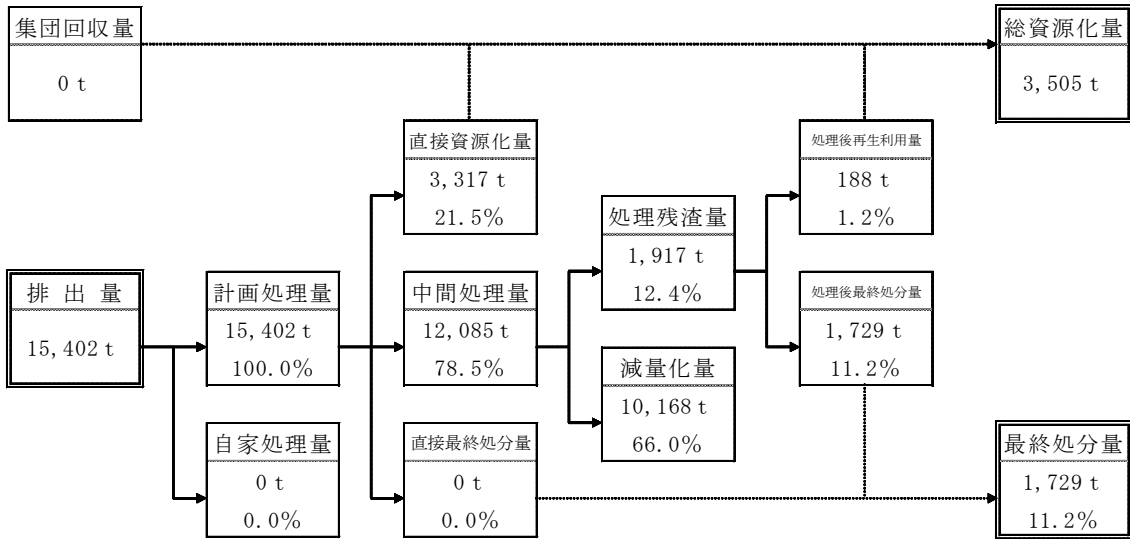 集団回収量
0 t
総資源化量
3,505 t
直接資源化量
3,317 t
21.5%
処理後再生利用量
188 t
1.2%
処理残渣量
1,917 t
12.4%
排 出 量
15,402 t
計画処理量
15,402 t
100.0%
中間処理量
12,085 t
78.5%
処理後最終処分量
1,729 t
11.2%
減量化量
10,168 t
66.0%
自家処理量
0 t
0.0%
直接最終処分量
0 t
0.0%
最終処分量
1,729 t
11.2%